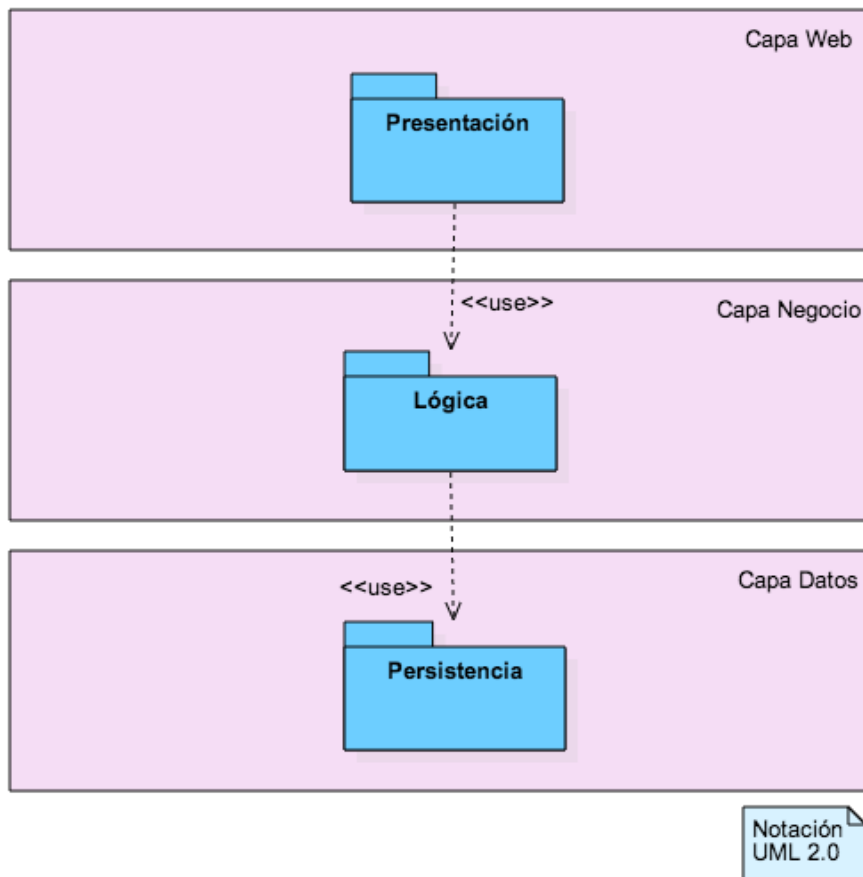 Capa Web
Presentación
<<use>>
Capa Negocio
Lógica
Capa Datos
<<use>>
Persistencia
Notación
UML 2.0